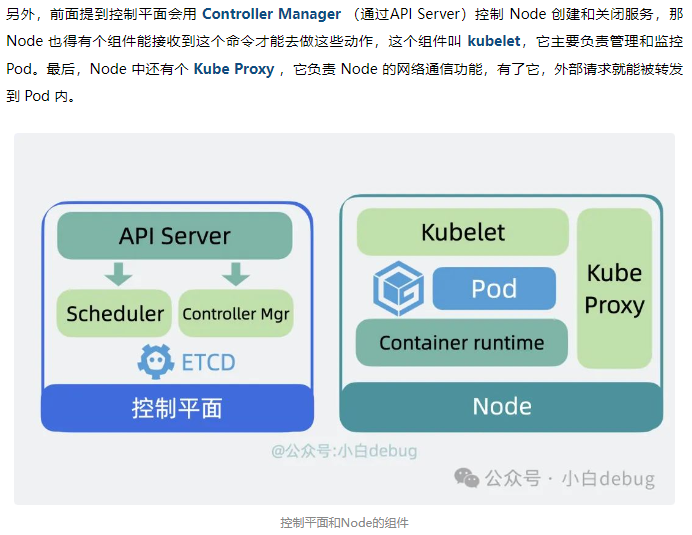 另外，前面提到控制平面会用 Controller Manager （通过API Server）控制 Node 创建和关闭服务，那
Node 也得有个组件能接收到这个命令才能去做这些动作，这个组件叫 kubelet，它主要负责管理和监控
Pod。最后，Node 中还有个 Kube Proxy ，它负责 Node 的网络通信功能，有了它，外部请求就能被转发
到 Pod 内。
API Server
Scheduler
Controller Mgr
ETCD
控制平面
Kubelet
Pod
Container runtime
Kube
Proxy
Node
@公众号:小白debug
公众号 · 小白debug
控制平面和Node的组件